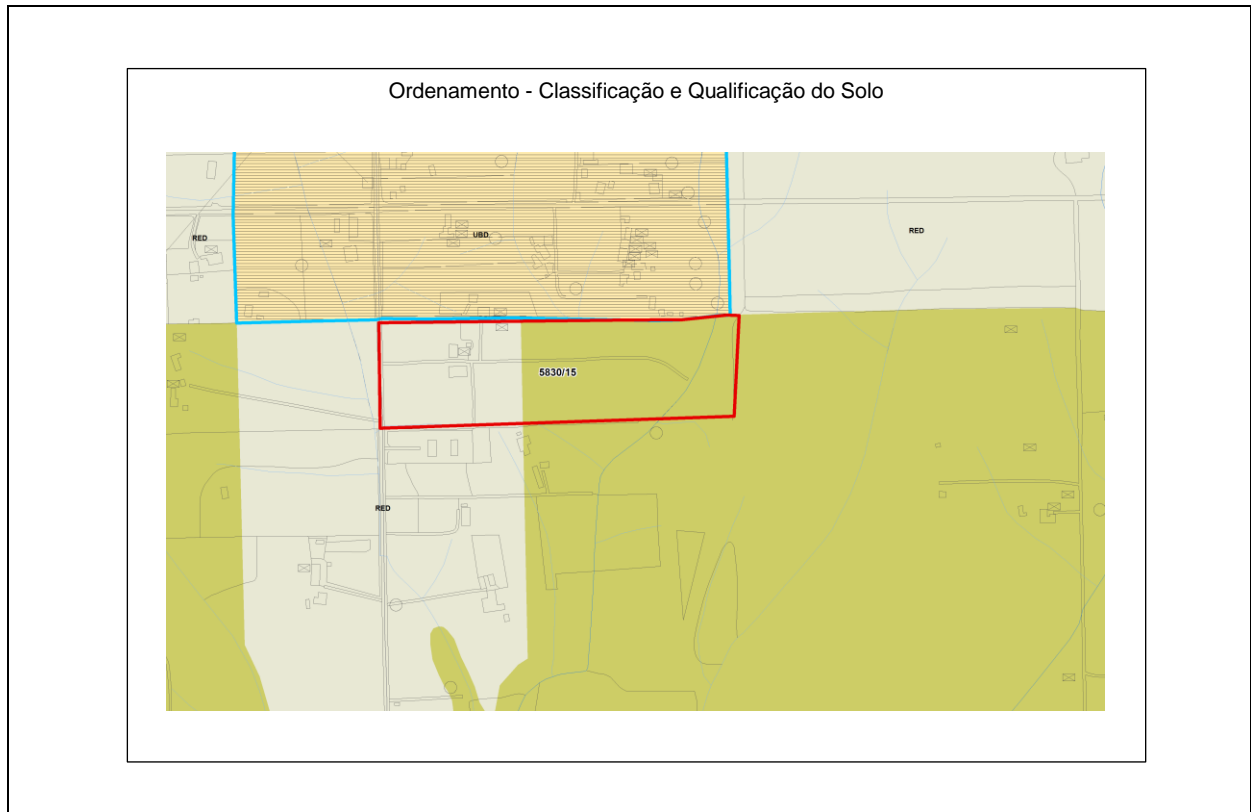 Ordenamento - Classificação e Qualificação do Solo
RED
UBD
RED
5830/15
RED